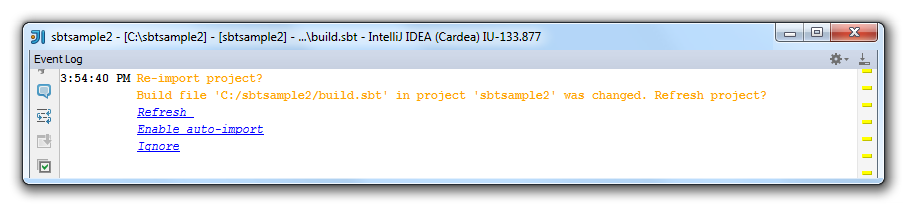 sbtsample2 - [C:\sbtsample2] - [sbtsample2] - ...\build.sbt - IntelliJ IDEA (Cardea) IU-133.877
Event Log
3:54:40 PM Re-import project?
Build file 'C:/sbtsample2/build.sbt' in project 'sbtsample2' was changed. Refresh project?
Refresh
Enable auto-import
Ignore